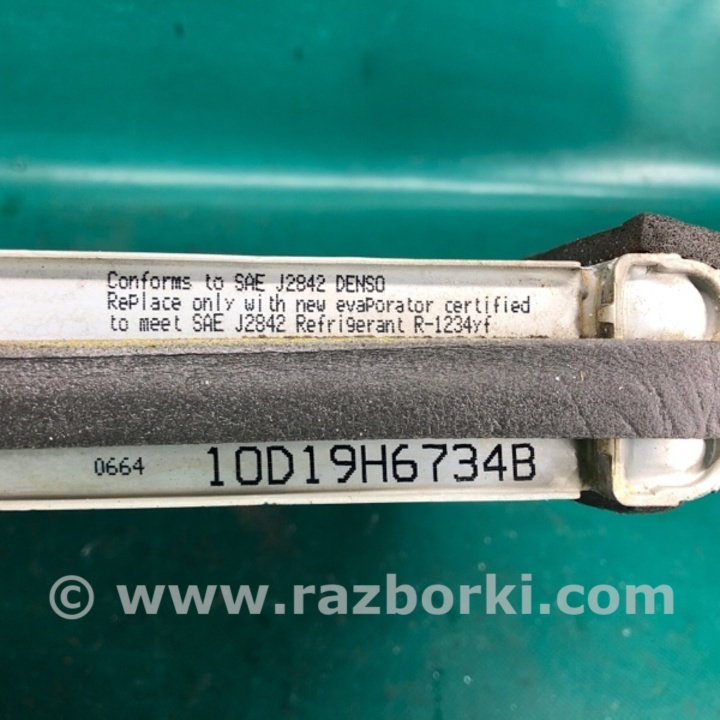 Conforms to SAE J2842 DENSO
RePlace only with new evaPorator certified
to meet SAE J2842 Refrigerant R-1234yf
0664 10D19H6734B
© www.razborki.com